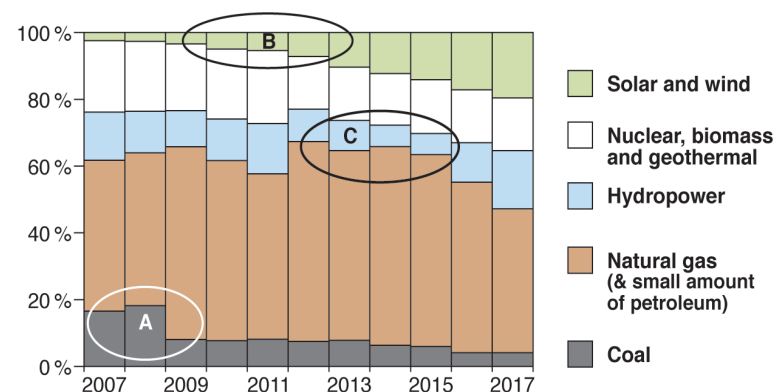 100 %
80 %
60 %
40 %
20 %
0 %
A
B
C
2007 2009 2011 2013 2015 2017
Solar and wind
Nuclear, biomass
and geothermal
Hydropower
Natural gas
(& small amount
of petroleum)
Coal